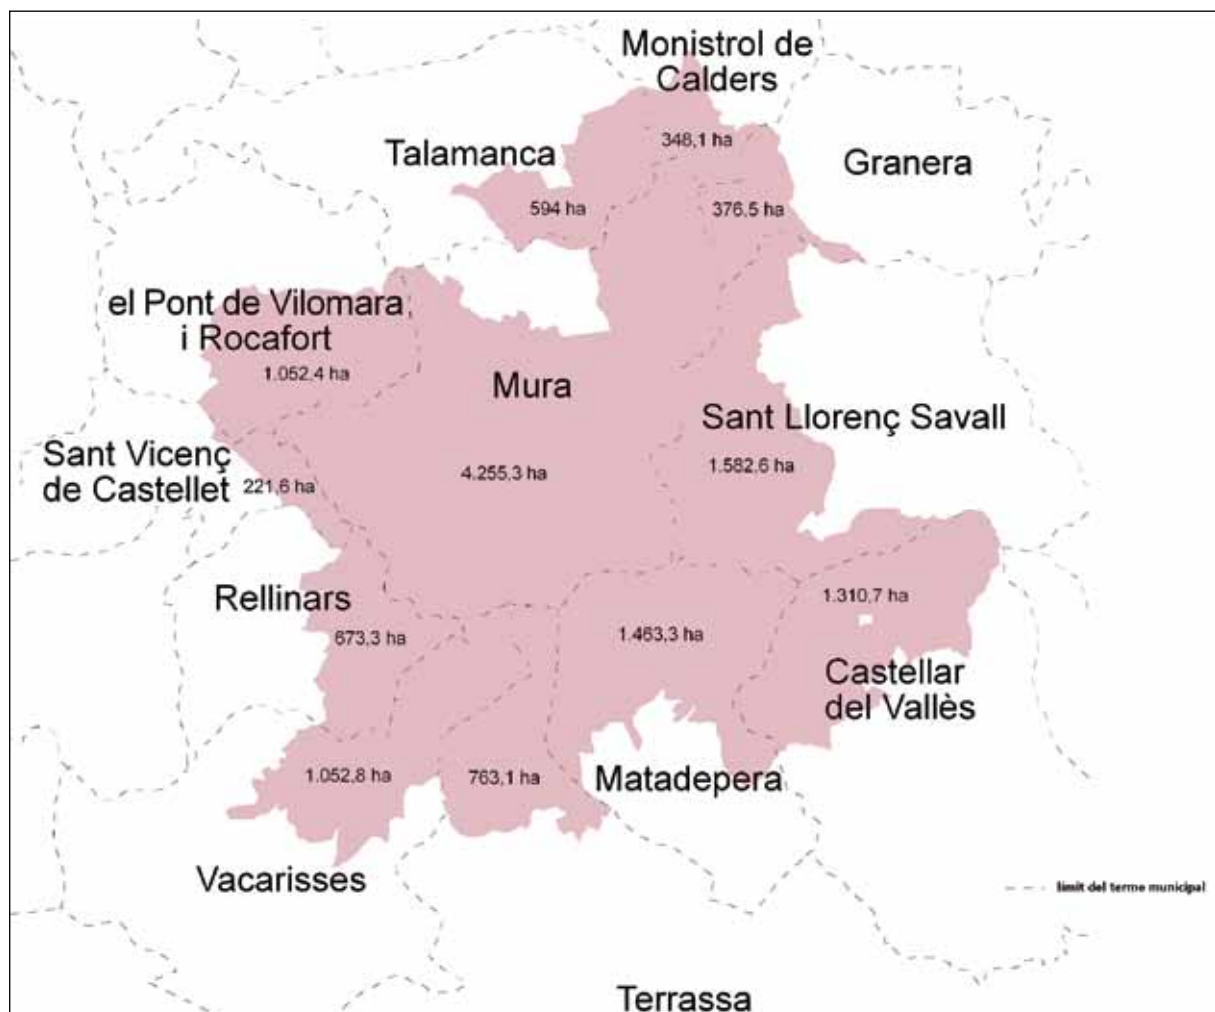 Monistrol de
Calders
348,1 ha
Talamanca
594 ha
Granera
376,5 ha
el Pont de Vilomara
i Rocafort
1.052,4 ha
Mura
4.255,3 ha
Sant Llorenç Savall
1.582,6 ha
Sant Vicenç
de Castellet
221,6 ha
Rellinars
673,3 ha
1.463,3 ha
1.310,7 ha
Castellar
del Vallès
1.052,8 ha
763,1 ha
Matadepera
Vacarisses
límit del terme municipal
Terrassa